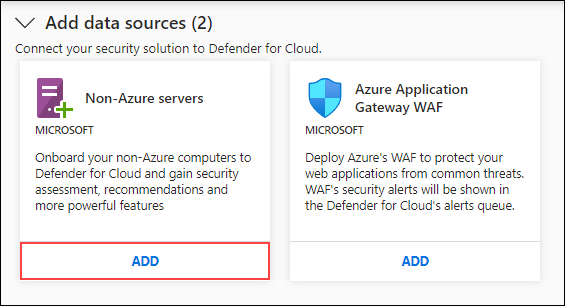 Add data sources (2)
Connect your security solution to Defender for Cloud.
Non-Azure servers
MICROSOFT
Onboard your non-Azure computers to
Defender for Cloud and gain security
assessment, recommendations and
more powerful features
ADD
Azure Application
Gateway WAF
MICROSOFT
Deploy Azure's WAF to protect your
web applications from common threats.
WAF's security alerts will be shown in
the Defender for Cloud's alerts queue.
ADD